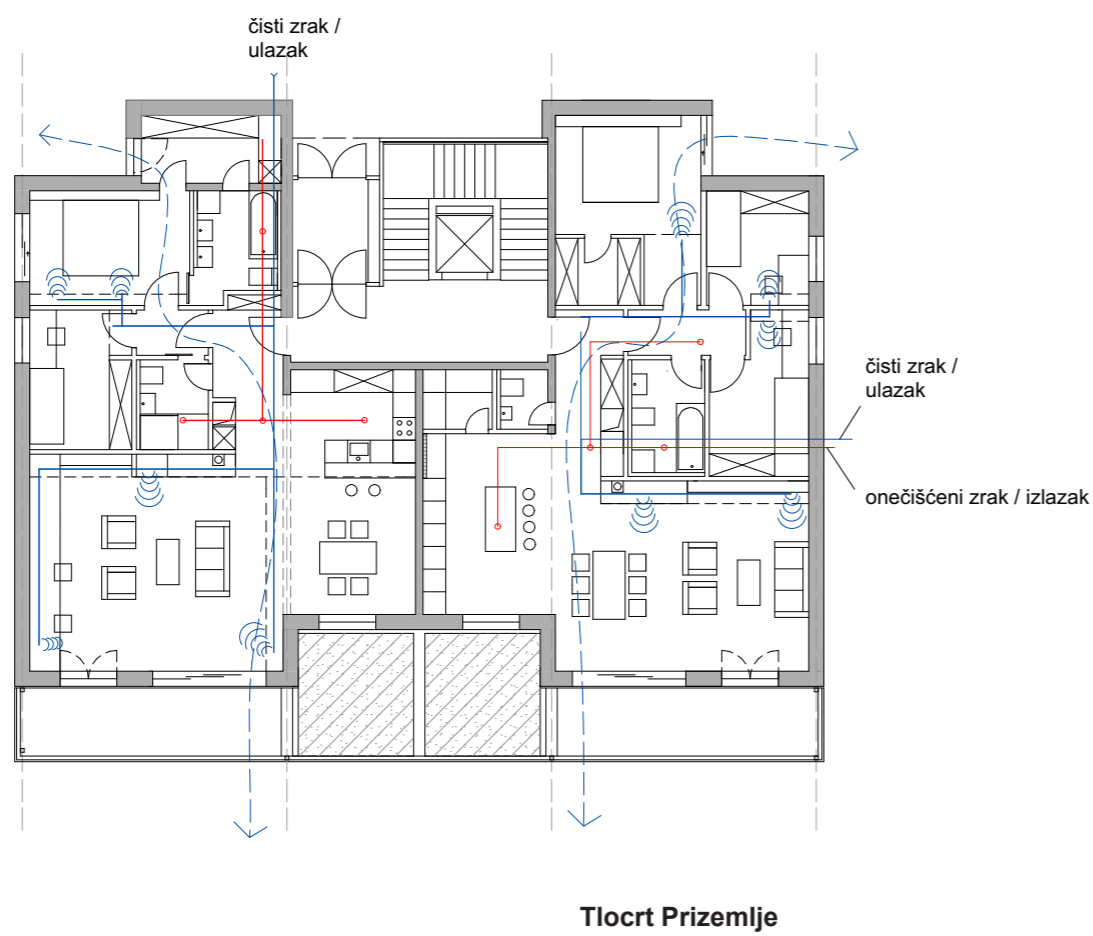 čisti zrak /
ulazak
čisti zrak /
ulazak
onečišćeni zrak / izlazak
Tlocrt Prizemlje